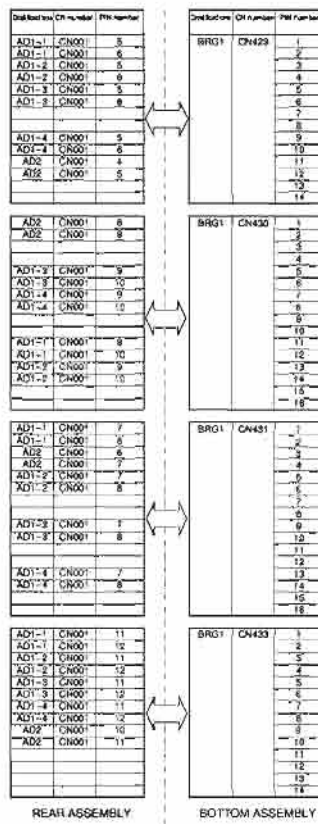 Destinations CN number PIN number Destinations CN number PIN number
AD1-1 CN001 5 BRG1 CN429 1
AD1-1 CN001 6 2
AD1-2 CN001 5 3
AD1-2 CN001 6 4
AD1-3 CN001 5 5
AD1-3 CN001 6 6
7
8
AD1-4 CN001 5 9
AD1-4 CN001 6 10
AD2 CN001 4 11
AD2 CN001 5 12
13
14
AD2 CN001 8 BRG1 CN430 1
AD2 CN001 2
3
4
AD1-3 CN001 9 5
AD1-3 CN001 10 6
AD1-4 CN001 9 7
AD1-4 CN001 10 8
9
10
AD1-1 CN001 9 11
AD1-1 CN001 10 12
AD1-2 CN001 9 13
AD1-2 CN001 10 14
15
16
AD1-1 CN001 7 BRG1 CN431 1
AD1-1 CN001 8 2
AD2 CN001 6 3
AD2 CN001 7 4
AD1-2 CN001 7 5
AD1-2 CN001 8 6
7
8
AD1-3 CN001 7 9
AD1-3 CN001 8 10
11
12
AD1-4 CN001 7 13
AD1-4 CN001 8 14
15
16
AD1-1 CN001 11 BRG1 CN433 1
AD1-1 CN001 12 2
AD1-2 CN001 11 3
AD1-2 CN001 12 4
AD1-3 CN001 11 5
AD1-3 CN001 12 6
AD1-4 CN001 11 7
AD1-4 CN001 12 8
AD2 CN001 10 9
AD2 CN001 11 10
11
12
13
14
REAR ASSEMBLY BOTTOM ASSEMBLY